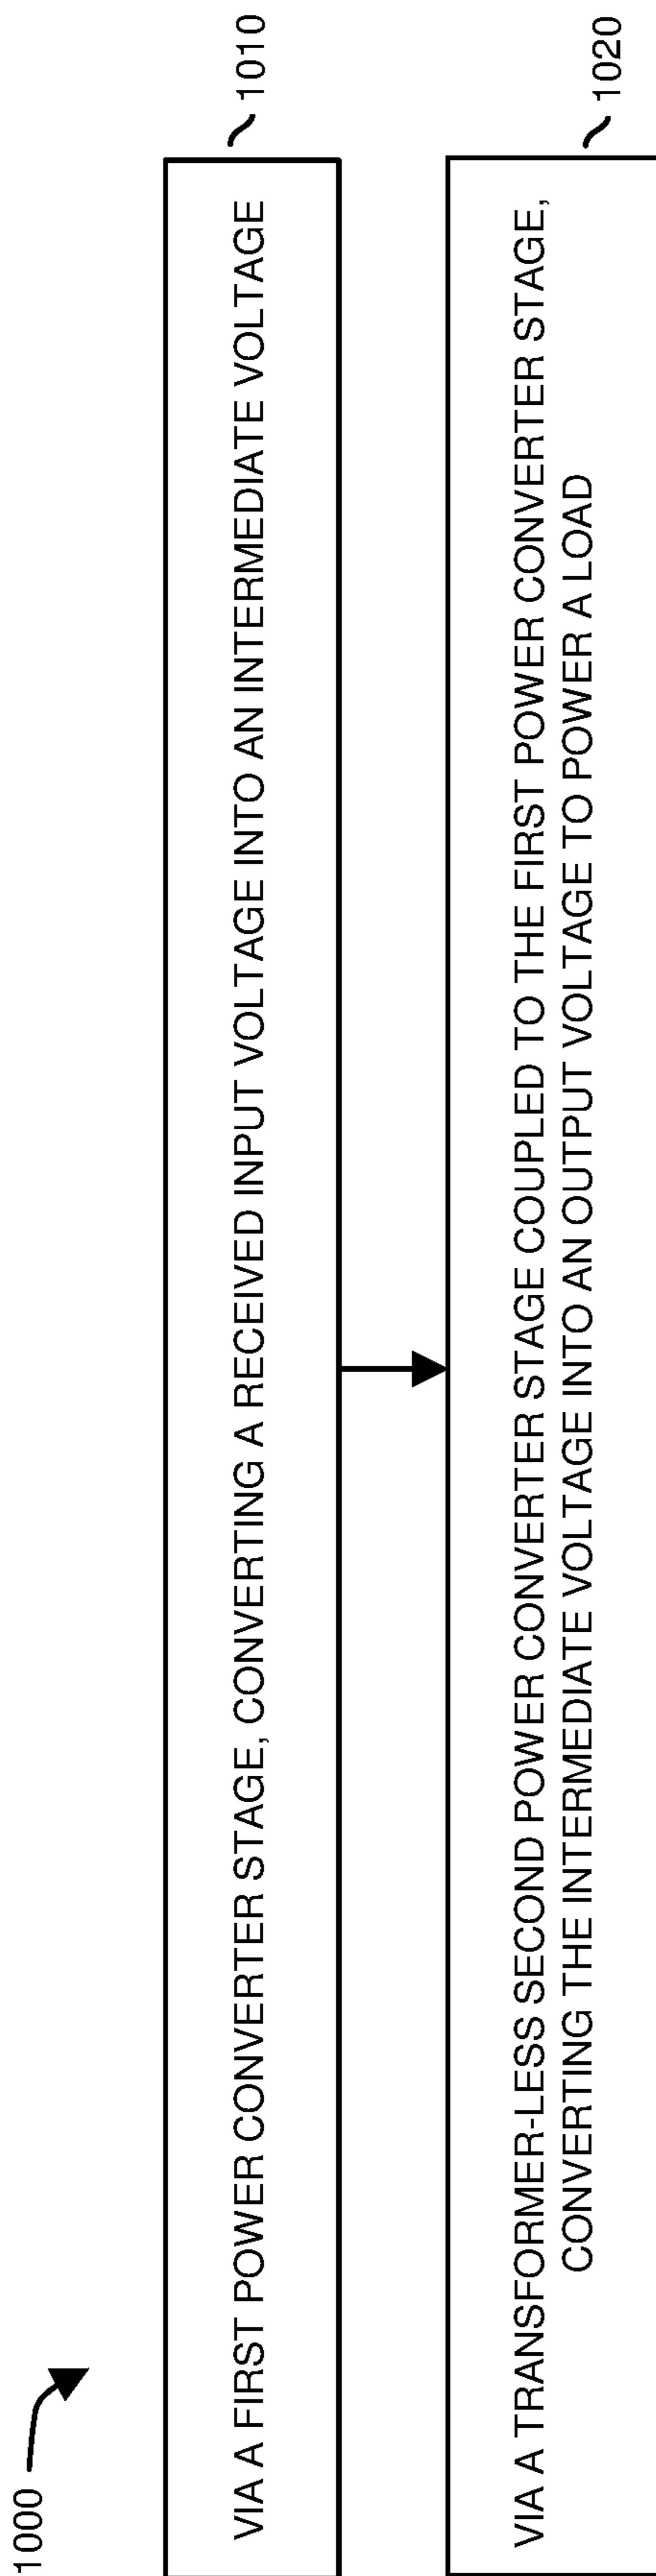 1000
VIA A FIRST POWER CONVERTER STAGE, CONVERTING A RECEIVED INPUT VOLTAGE INTO AN INTERMEDIATE VOLTAGE
1010
VIA A TRANSFORMER-LESS SECOND POWER CONVERTER STAGE COUPLED TO THE FIRST POWER CONVERTER STAGE,
CONVERTING THE INTERMEDIATE VOLTAGE INTO AN OUTPUT VOLTAGE TO POWER A LOAD
1020